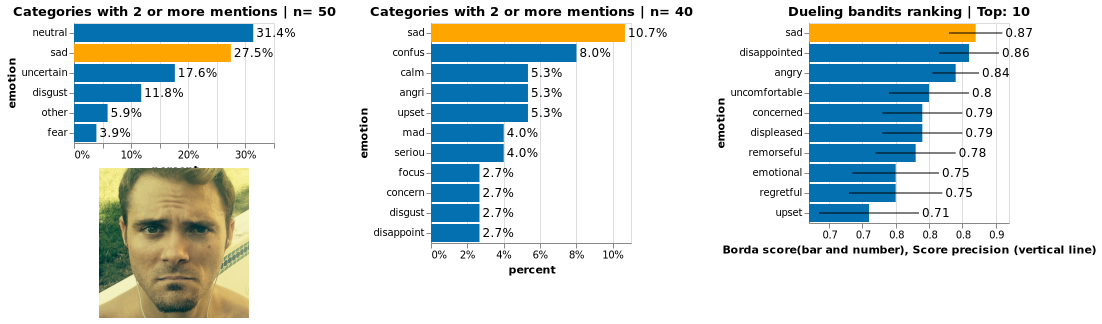 Categories with 2 or more mentions | n= 50
emotion
neutral 31.4%
sad 27.5%
uncertain 17.6%
disgust 11.8%
other 5.9%
fear 3.9%
0% 10% 20% 30%
Categories with 2 or more mentions | n= 40
emotion
sad 10.7%
confus 8.0%
calm 5.3%
angri 5.3%
upset 5.3%
mad 4.0%
seriou 4.0%
focus 2.7%
concern 2.7%
disgust 2.7%
disappoint 2.7%
0% 2% 4% 6% 8% 10%
percent
Dueling bandits ranking | Top: 10
emotion
sad 0.87
disappointed 0.86
angry 0.84
uncomfortable 0.8
concerned 0.79
displeased 0.79
remorseful 0.78
emotional 0.75
regretful 0.75
upset 0.71
0.7 0.7 0.8 0.8 0.8 0.9
Borda score(bar and number), Score precision (vertical line)